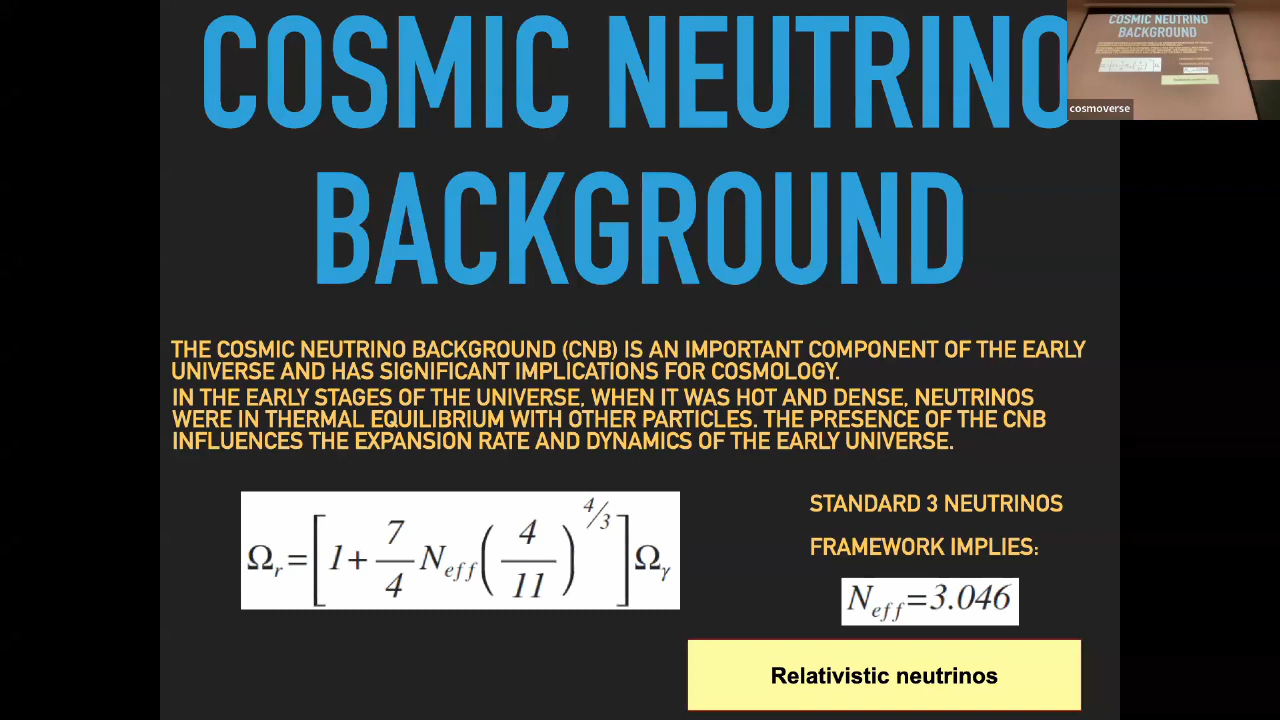 COSMIC NEUTRINO
BACKGROUND
COSMIC NEUTRINO
BACKGROUND
cosmoverse
THE COSMIC NEUTRINO BACKGROUND (CNB) IS AN IMPORTANT COMPONENT OF THE EARLY
UNIVERSE AND HAS SIGNIFICANT IMPLICATIONS FOR COSMOLOGY.
IN THE EARLY STAGES OF THE UNIVERSE, WHEN IT WAS HOT AND DENSE, NEUTRINOS
WERE IN THERMAL EQUILIBRIUM WITH OTHER PARTICLES. THE PRESENCE OF THE CNB
INFLUENCES THE EXPANSION RATE AND DYNAMICS OF THE EARLY UNIVERSE.
Ω_r = [1 + 7/4 N_eff (4/11)^{4/3}] Ω_γ
STANDARD 3 NEUTRINOS
FRAMEWORK IMPLIES:
N_eff=3.046
Relativistic neutrinos